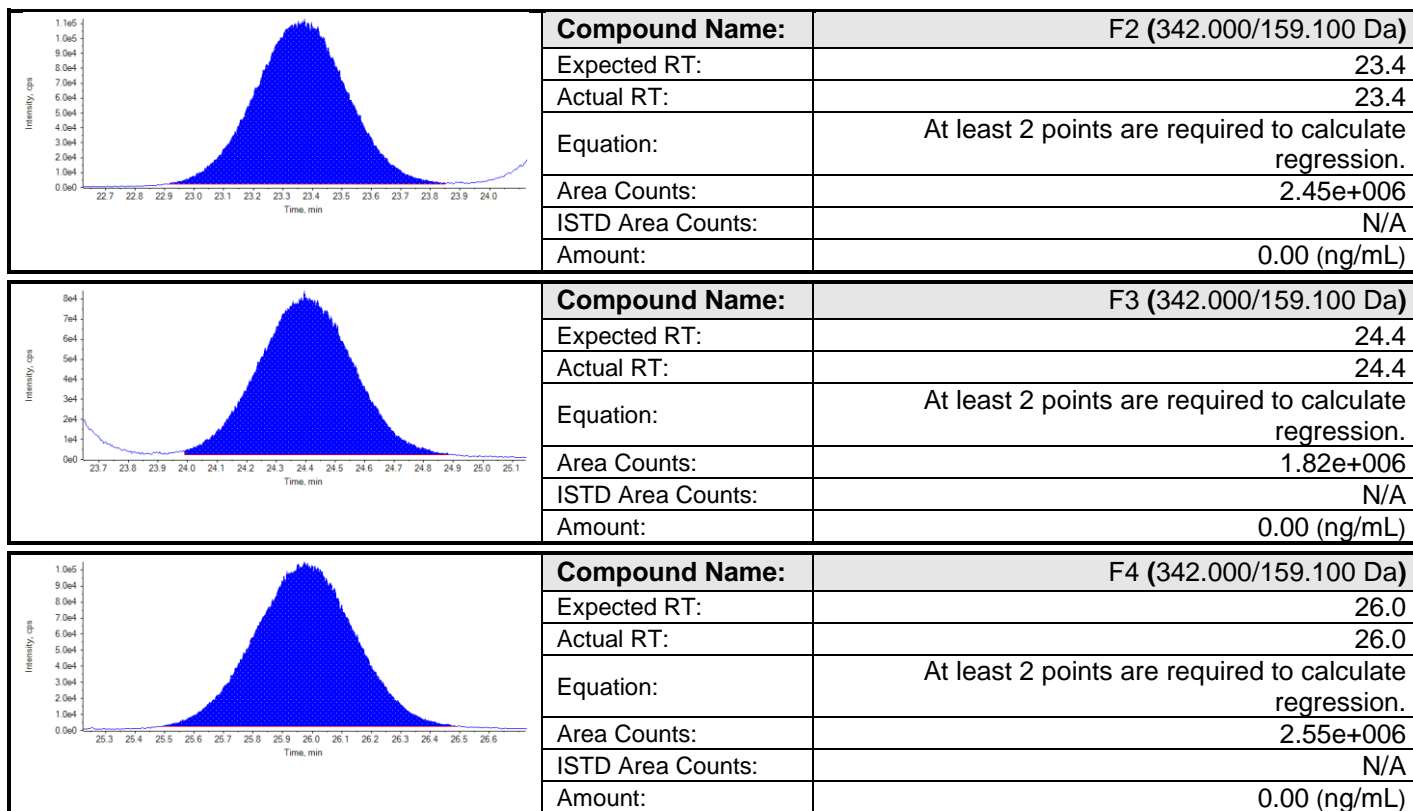 1.1e5
1.0e5
9.0e4
8.0e4
7.0e4
6.0e4
5.0e4
4.0e4
3.0e4
2.0e4
1.0e4
0.0e0
Intensity, cps
22.7 22.8 22.9 23.0 23.1 23.2 23.3 23.4 23.5 23.6 23.7 23.8 23.9 24.0
Time, min
Compound Name: F2 (342.000/159.100 Da)
Expected RT: 23.4
Actual RT: 23.4
Equation: At least 2 points are required to calculate
regression.
Area Counts: 2.45e+006
ISTD Area Counts: N/A
Amount: 0.00 (ng/mL)
8e4
7e4
6e4
5e4
4e4
3e4
2e4
1e4
0e0
Intensity, cps
23.7 23.8 23.9 24.0 24.1 24.2 24.3 24.4 24.5 24.6 24.7 24.8 24.9 25.0 25.1
Time, min
Compound Name: F3 (342.000/159.100 Da)
Expected RT: 24.4
Actual RT: 24.4
Equation: At least 2 points are required to calculate
regression.
Area Counts: 1.82e+006
ISTD Area Counts: N/A
Amount: 0.00 (ng/mL)
1.0e5
9.0e4
8.0e4
7.0e4
6.0e4
5.0e4
4.0e4
3.0e4
2.0e4
1.0e4
0.0e0
Intensity, cps
25.3 25.4 25.5 25.6 25.7 25.8 25.9 26.0 26.1 26.2 26.3 26.4 26.5 26.6
Time, min
Compound Name: F4 (342.000/159.100 Da)
Expected RT: 26.0
Actual RT: 26.0
Equation: At least 2 points are required to calculate
regression.
Area Counts: 2.55e+006
ISTD Area Counts: N/A
Amount: 0.00 (ng/mL)